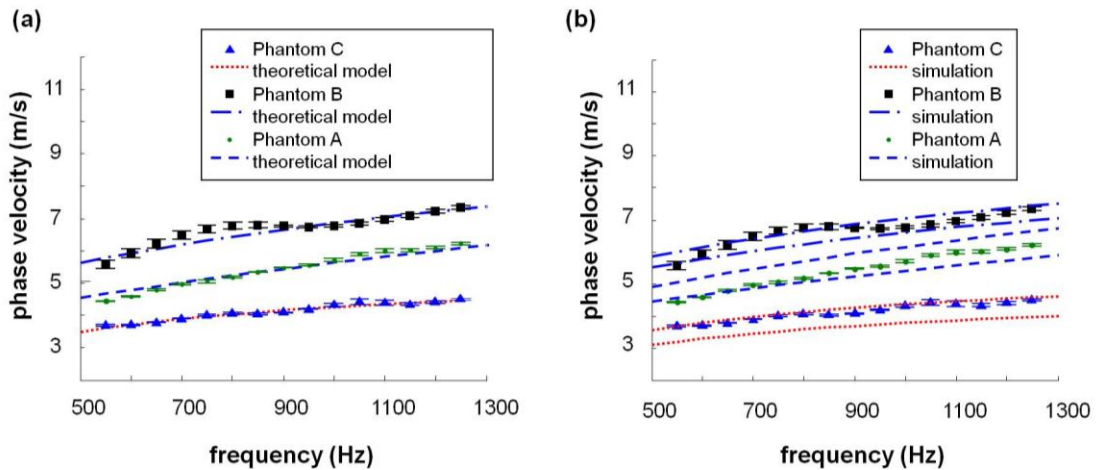 (a)
Phantom C
theoretical model
Phantom B
theoretical model
Phantom A
theoretical model
phase velocity (m/s)
11
9
7
5
3
500 700 900 1100 1300
frequency (Hz)
(b)
Phantom C
simulation
Phantom B
simulation
Phantom A
simulation
phase velocity (m/s)
11
9
7
5
3
500 700 900 1100 1300
frequency (Hz)